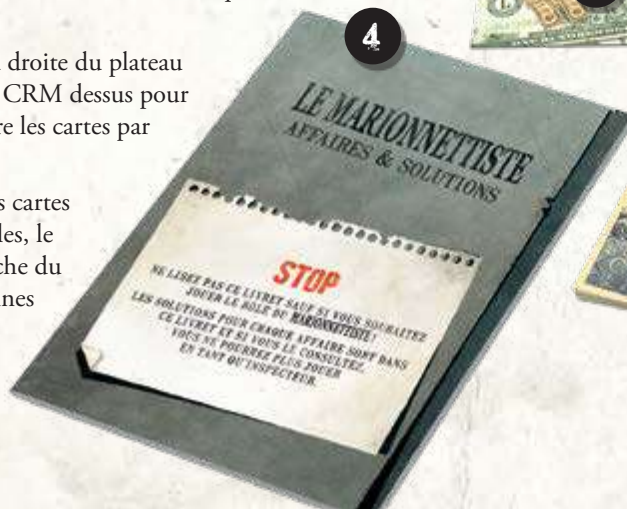 4
droite du plateau
CRM dessus pour
re les cartes par
s cartes
les, le
che du
ines
LE MARIONNETTISTE
AFFAIRES & SOLUTIONS
STOP
NE LISEZ PAS CE LIVRET SAUF SI VOUS SOUHAITEZ
JOUER LE RÔLE DU MARIONNETTISTE!
LES SOLUTIONS POUR CHAQUE AFFAIRE SONT DANS
CE LIVRET ET SI VOUS LE CONSULTEZ,
VOUS NE POURREZ PLUS JOUER
EN TANT QU'INSPECTEUR.